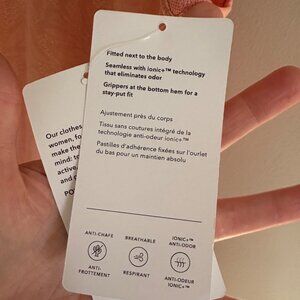 Fitted next to the body
Seamless with ionic+™ technology
that eliminates odor
Grippers at the bottom hem for a
stay-put fit
Ajustement près du corps
Tissu sans coutures intégré de la
technologie anti-odeur ionic+™
Pastilles d'adhérence fixées sur l'ourlet
du bas pour un maintien absolu
ANTI-CHAFE
BREATHABLE
IONIC+™
ANTI-ODOR
ANTI-
FROTTEMENT
RESPIRANT
ANTI-ODEUR
IONIC+™
Our clothes
women, fo
make the
mind: to
active,
and